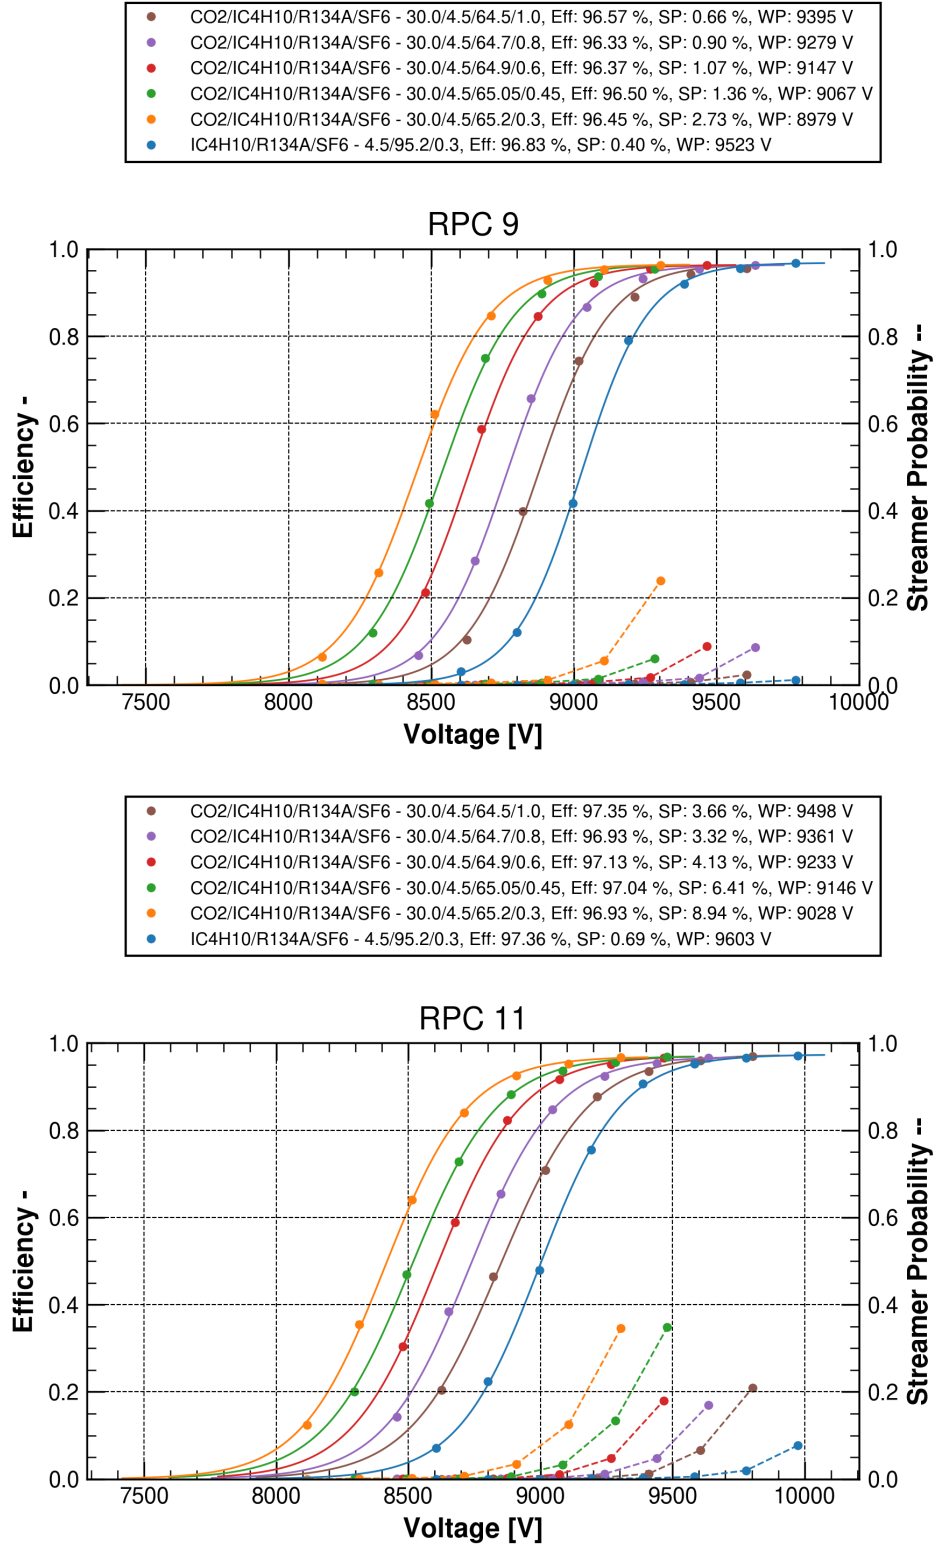 CO2/IC4H10/R134A/SF6 - 30.0/4.5/64.5/1.0, Eff: 96.57 %, SP: 0.66 %, WP: 9395 V
CO2/IC4H10/R134A/SF6 - 30.0/4.5/64.7/0.8, Eff: 96.33 %, SP: 0.90 %, WP: 9279 V
CO2/IC4H10/R134A/SF6 - 30.0/4.5/64.9/0.6, Eff: 96.37 %, SP: 1.07 %, WP: 9147 V
CO2/IC4H10/R134A/SF6 - 30.0/4.5/65.05/0.45, Eff: 96.50 %, SP: 1.36 %, WP: 9067 V
CO2/IC4H10/R134A/SF6 - 30.0/4.5/65.2/0.3, Eff: 96.45 %, SP: 2.73 %, WP: 8979 V
IC4H10/R134A/SF6 - 4.5/95.2/0.3, Eff: 96.83 %, SP: 0.40 %, WP: 9523 V
RPC 9
1.0 1.0
0.8 0.8
0.6 0.6
0.4 0.4
0.2 0.2
0.0 0.0
Efficiency -
Streamer Probability --
7500 8000 8500 9000 9500 10000
Voltage [V]
CO2/IC4H10/R134A/SF6 - 30.0/4.5/64.5/1.0, Eff: 97.35 %, SP: 3.66 %, WP: 9498 V
CO2/IC4H10/R134A/SF6 - 30.0/4.5/64.7/0.8, Eff: 96.93 %, SP: 3.32 %, WP: 9361 V
CO2/IC4H10/R134A/SF6 - 30.0/4.5/64.9/0.6, Eff: 97.13 %, SP: 4.13 %, WP: 9233 V
CO2/IC4H10/R134A/SF6 - 30.0/4.5/65.05/0.45, Eff: 97.04 %, SP: 6.41 %, WP: 9146 V
CO2/IC4H10/R134A/SF6 - 30.0/4.5/65.2/0.3, Eff: 96.93 %, SP: 8.94 %, WP: 9028 V
IC4H10/R134A/SF6 - 4.5/95.2/0.3, Eff: 97.36 %, SP: 0.69 %, WP: 9603 V
RPC 11
1.0 1.0
0.8 0.8
0.6 0.6
0.4 0.4
0.2 0.2
0.0 0.0
Efficiency -
Streamer Probability --
7500 8000 8500 9000 9500 10000
Voltage [V]